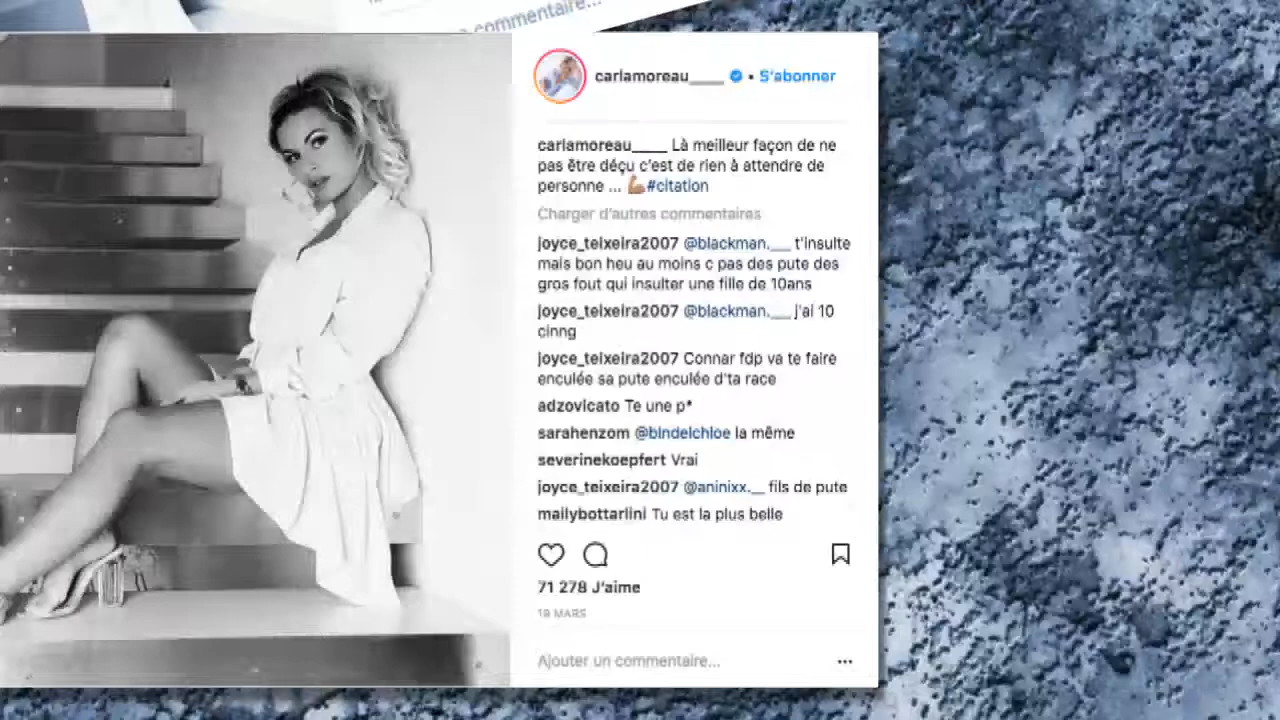 commentaire...
carlamoreau____ • S'abonner
carlamoreau____ Là meilleur façon de ne
pas être déçu c'est de rien à attendre de
personne ... 💪🏽#citation
Charger d'autres commentaires
joyce_teixeira2007 @blackman.__ t'insulte
mais bon heu au moins c pas des pute des
gros fout qui insulter une fille de 10ans
joyce_teixeira2007 @blackman.__ j'ai 10
cinng
joyce_teixeira2007 Connar fdp va te faire
enculée sa pute enculée d'ta race
adzovicato Te une p*
sarahenzom @bindelchloe la même
severinekoepfert Vrai
joyce_teixeira2007 @aninixx._ fils de pute
mailybottarlini Tu est la plus belle
71 278 J'aime
19 MARS
Ajouter un commentaire...